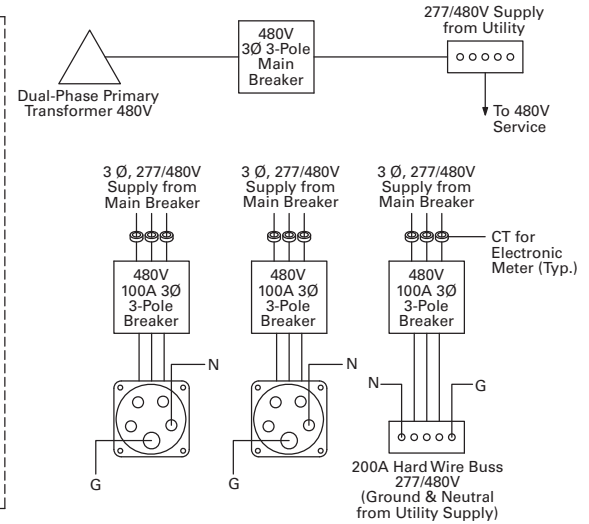 277/480V Supply
from Utility
480V
3Ø 3-Pole
Main
Breaker
Dual-Phase Primary
Transformer 480V
To 480V
Service
3 Ø, 277/480V
Supply from
Main Breaker
3 Ø, 277/480V
Supply from
Main Breaker
3 Ø, 277/480V
Supply from
Main Breaker
CT for
Electronic
Meter (Typ.)
480V
100A 3Ø
3-Pole
Breaker
480V
100A 3Ø
3-Pole
Breaker
480V
100A 3Ø
3-Pole
Breaker
N
N
N
G
G
G
200A Hard Wire Buss
277/480V
(Ground & Neutral
from Utility Supply)